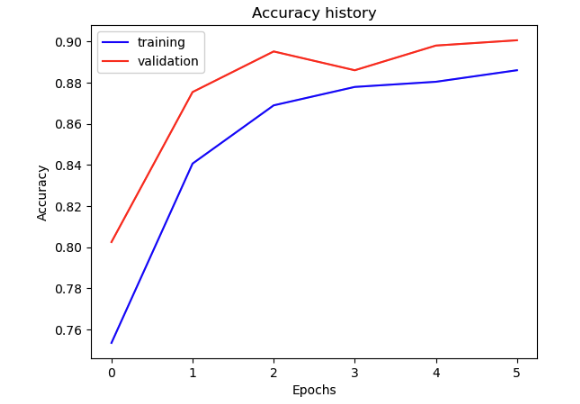 Accuracy history
training
validation
Accuracy
0.90
0.88
0.86
0.84
0.82
0.80
0.78
0.76
0 1 2 3 4 5
Epochs